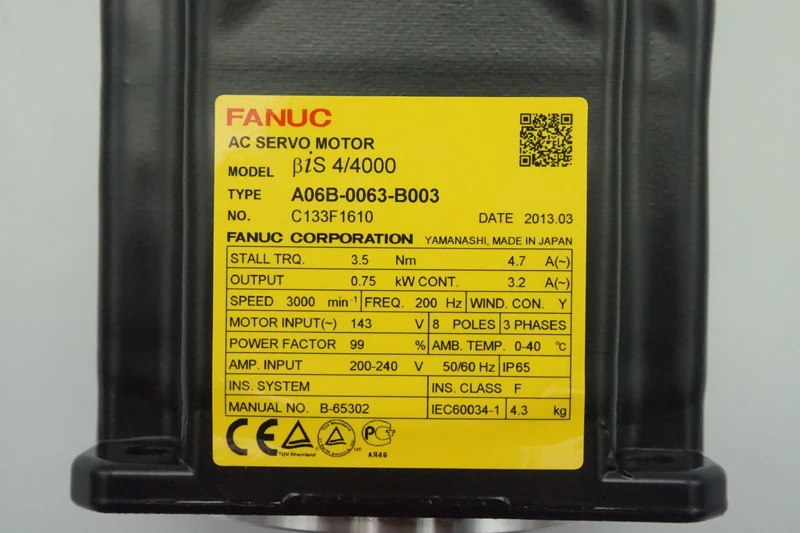 FANUC
AC SERVO MOTOR
MODEL βiS 4/4000
TYPE A06B-0063-B003
NO. C133F1610 DATE 2013.03
FANUC CORPORATION YAMANASHI, MADE IN JAPAN
STALL TRQ. 3.5 Nm 4.7 A(~)
OUTPUT 0.75 kW CONT. 3.2 A(~)
SPEED 3000 min⁻¹ FREQ. 200 Hz WIND. CON. Y
MOTOR INPUT(~) 143 V 8 POLES 3 PHASES
POWER FACTOR 99 % AMB. TEMP. 0-40 ℃
AMP. INPUT 200-240 V 50/60 Hz IP65
INS. SYSTEM INS. CLASS F
MANUAL NO. B-65302 IEC60034-1 4.3 kg
CE
TÜV Rheinland
АЯ46